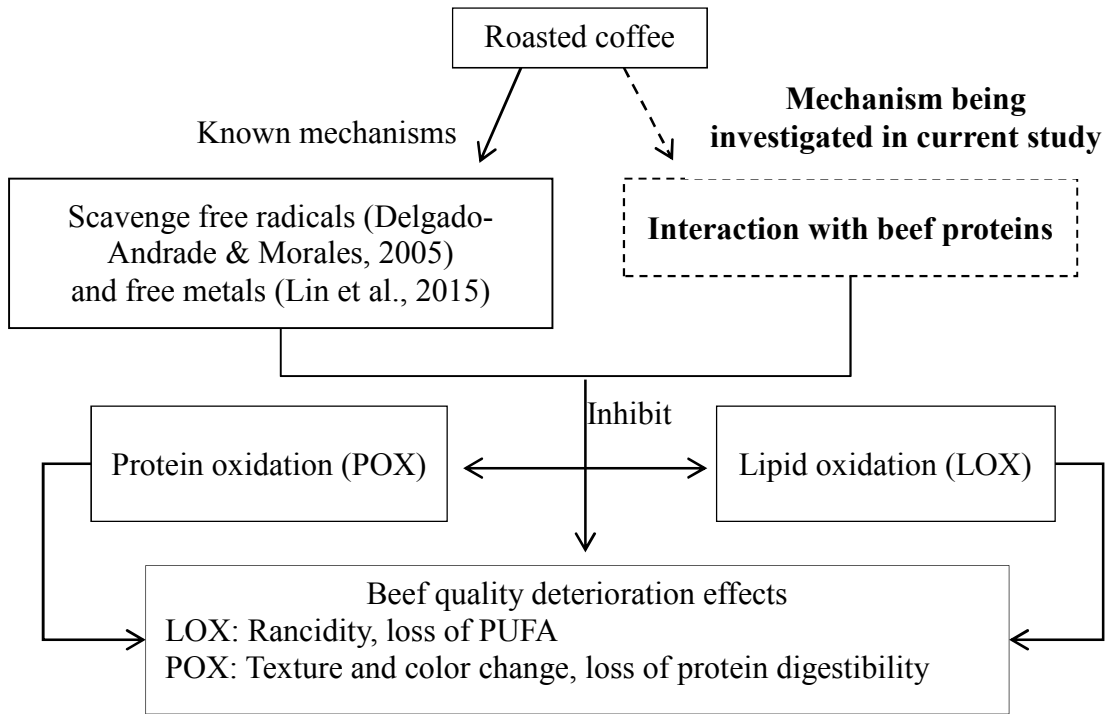 Roasted coffee
Known mechanisms
Mechanism being
investigated in current study
Scavenge free radicals (Delgado-
Andrade & Morales, 2005)
and free metals (Lin et al., 2015)
Interaction with beef proteins
Inhibit
Protein oxidation (POX)
Lipid oxidation (LOX)
Beef quality deterioration effects
LOX: Rancidity, loss of PUFA
POX: Texture and color change, loss of protein digestibility